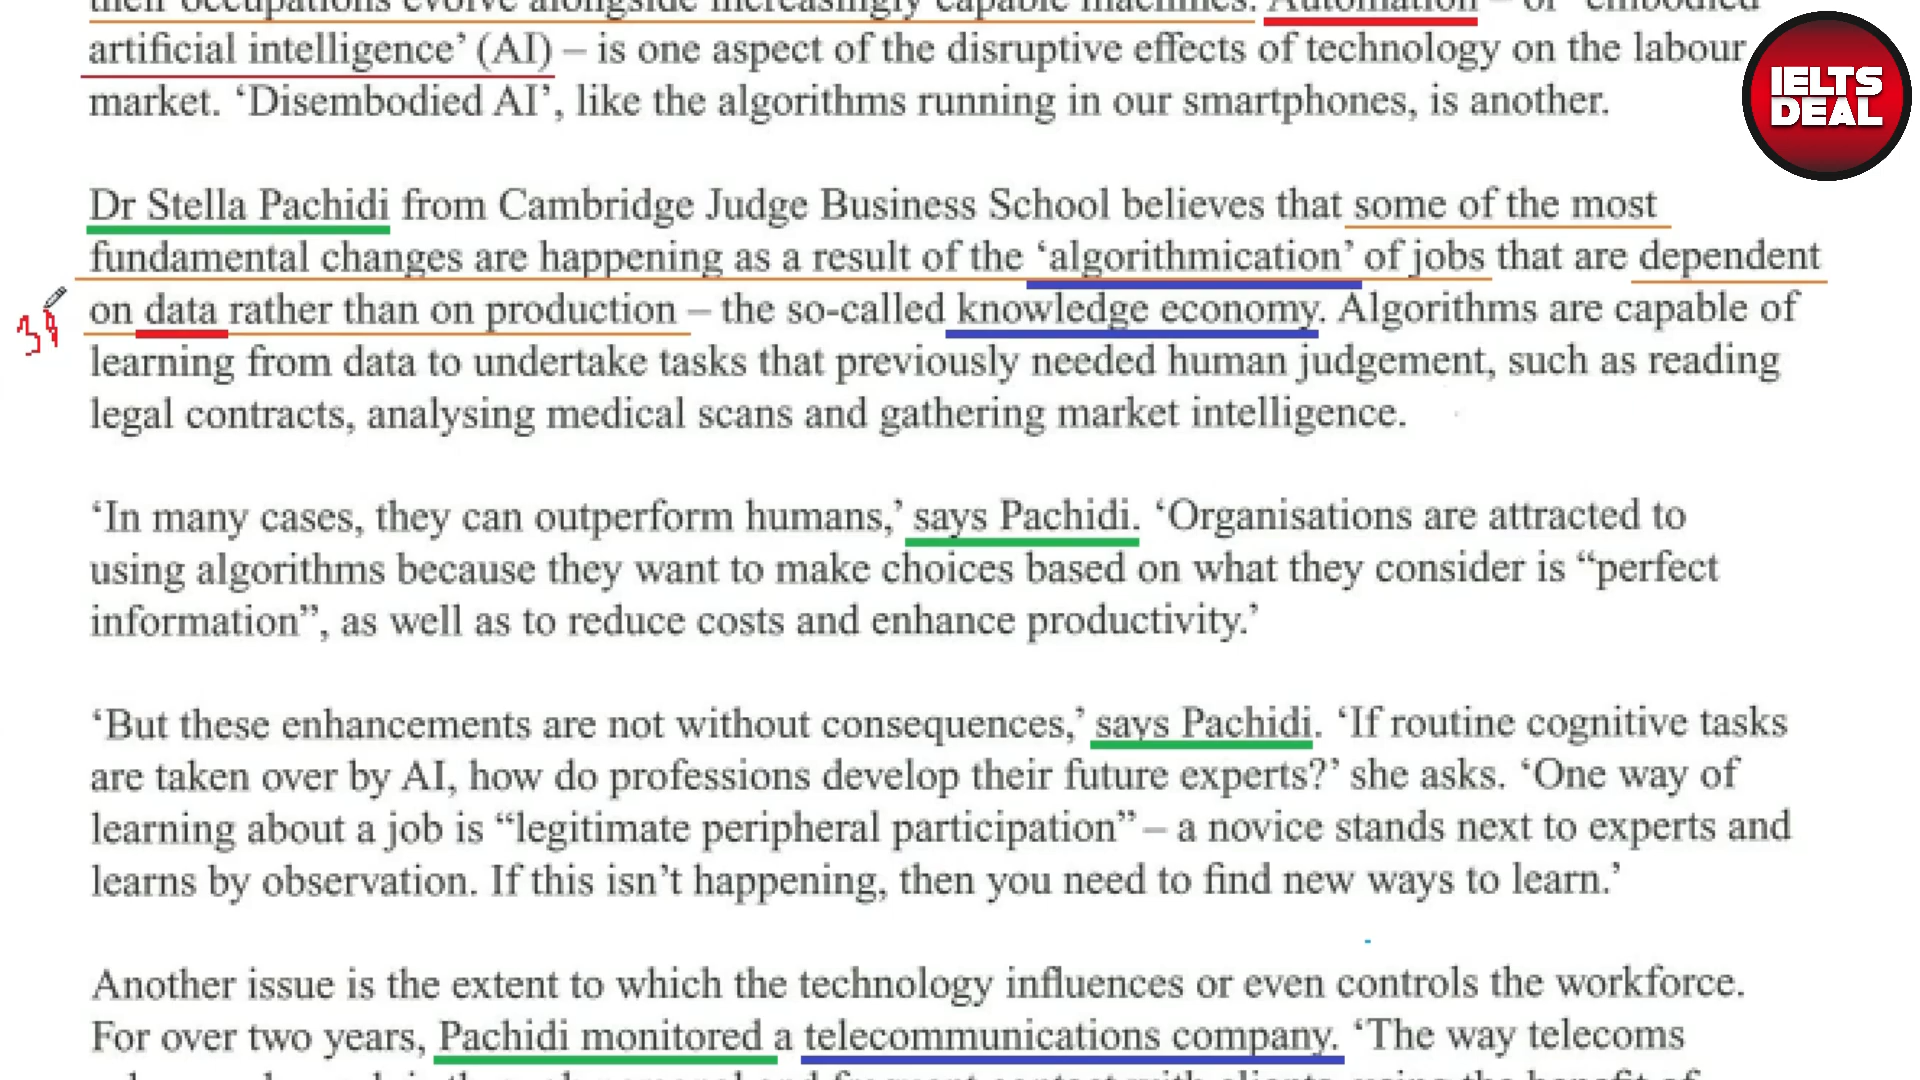 their occupations evolve alongside increasingly capable machines. Automation – or ‘embodied
artificial intelligence’ (AI) – is one aspect of the disruptive effects of technology on the labour
market. ‘Disembodied AI’, like the algorithms running in our smartphones, is another.
IELTS
DEAL
Dr Stella Pachidi from Cambridge Judge Business School believes that some of the most
fundamental changes are happening as a result of the ‘algorithmication’ of jobs that are dependent
on data rather than on production – the so-called knowledge economy. Algorithms are capable of
learning from data to undertake tasks that previously needed human judgement, such as reading
legal contracts, analysing medical scans and gathering market intelligence.
‘In many cases, they can outperform humans,’ says Pachidi. ‘Organisations are attracted to
using algorithms because they want to make choices based on what they consider is “perfect
information”, as well as to reduce costs and enhance productivity.’
‘But these enhancements are not without consequences,’ says Pachidi. ‘If routine cognitive tasks
are taken over by AI, how do professions develop their future experts?’ she asks. ‘One way of
learning about a job is “legitimate peripheral participation” – a novice stands next to experts and
learns by observation. If this isn’t happening, then you need to find new ways to learn.’
Another issue is the extent to which the technology influences or even controls the workforce.
For over two years, Pachidi monitored a telecommunications company. ‘The way telecoms